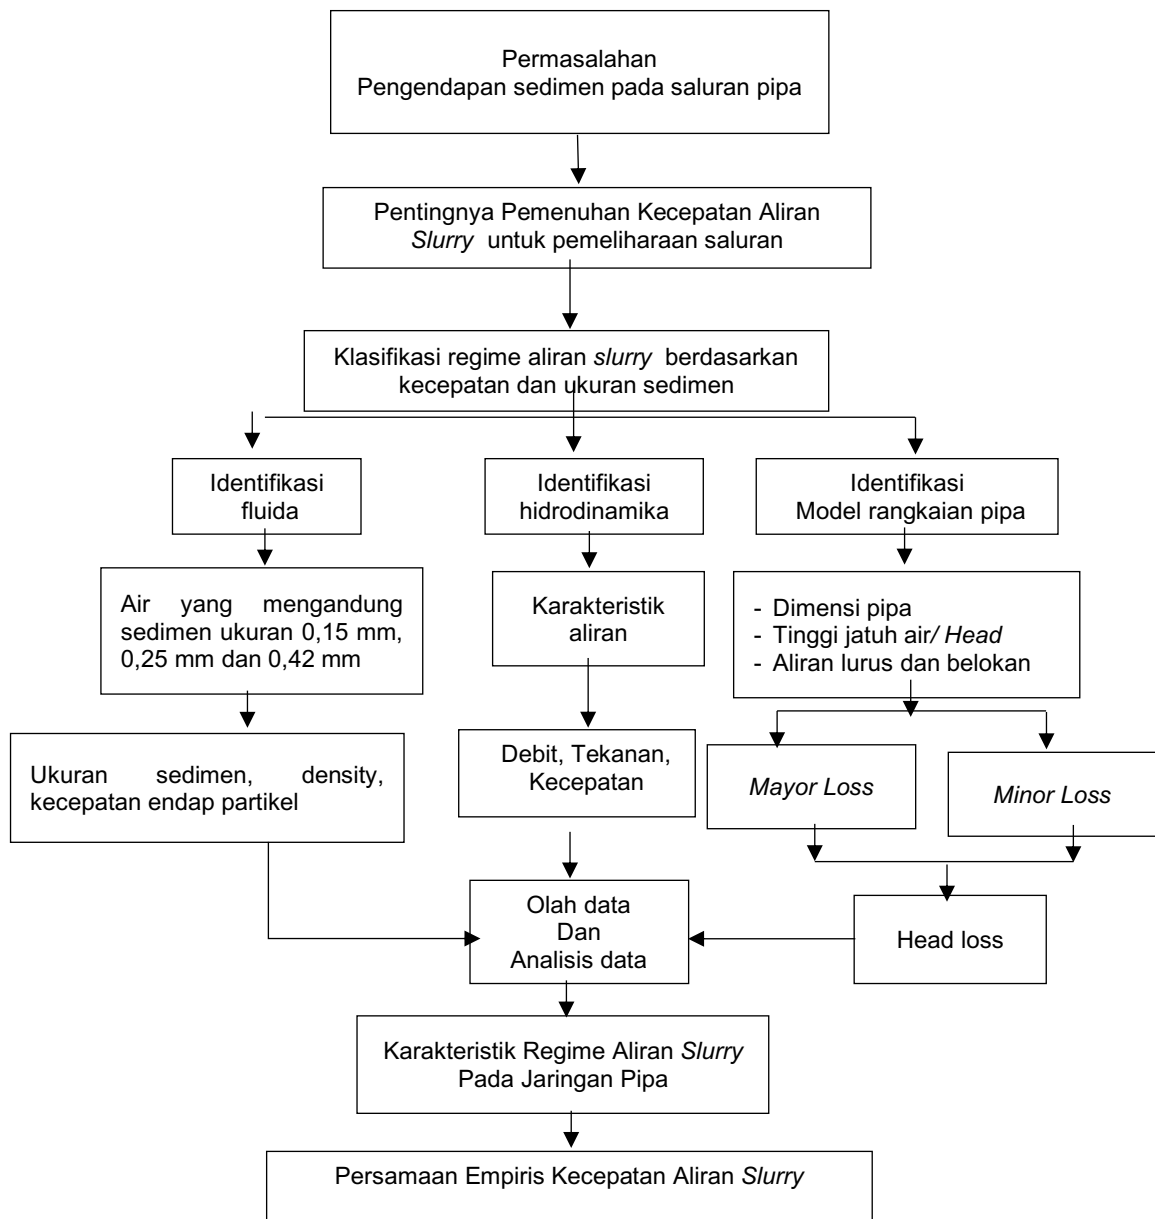 Permasalahan
Pengendapan sedimen pada saluran pipa
Pentingnya Pemenuhan Kecepatan Aliran
Slurry untuk pemeliharaan saluran
Klasifikasi regime aliran slurry berdasarkan
kecepatan dan ukuran sedimen
Identifikasi
fluida
Identifikasi
hidrodinamika
Identifikasi
Model rangkaian pipa
Air yang mengandung
sedimen ukuran 0,15 mm,
0,25 mm dan 0,42 mm
Karakteristik
aliran
- Dimensi pipa
- Tinggi jatuh air/ Head
- Aliran lurus dan belokan
Ukuran sedimen, density,
kecepatan endap partikel
Debit, Tekanan,
Kecepatan
Mayor Loss
Minor Loss
Olah data
Dan
Analisis data
Head loss
Karakteristik Regime Aliran Slurry
Pada Jaringan Pipa
Persamaan Empiris Kecepatan Aliran Slurry